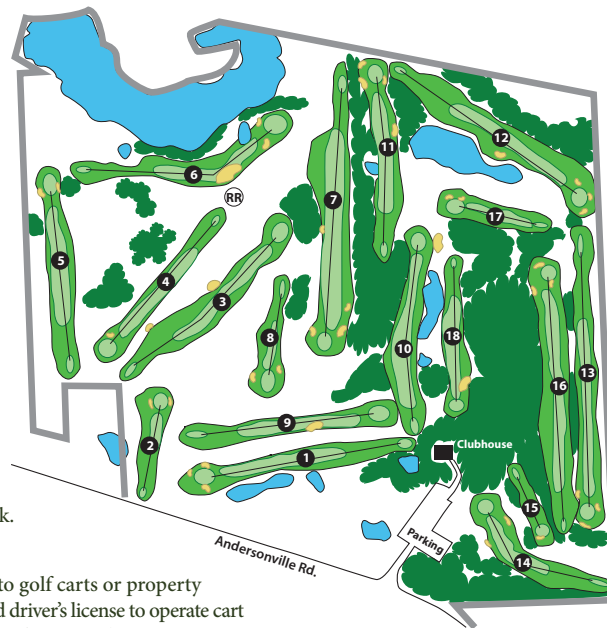 11
12
6
RR
7
17
5
4
3
8
10
18
13
16
9
2
1
Clubhouse
15
k.
Parking
Andersonville Rd.
14
to golf carts or property
d driver's license to operate cart